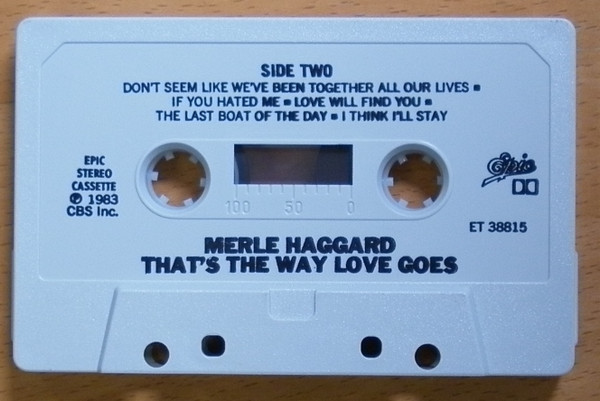 SIDE TWO
DON'T SEEM LIKE WE'VE BEEN TOGETHER ALL OUR LIVES ▪
IF YOU HATED ME ▪ LOVE WILL FIND YOU ▪
THE LAST BOAT OF THE DAY ▪ I THINK I'LL STAY
EPIC
STEREO
CASSETTE
℗ 1983
CBS Inc.
100 50 0
Epic
ET 38815
MERLE HAGGARD
THAT'S THE WAY LOVE GOES